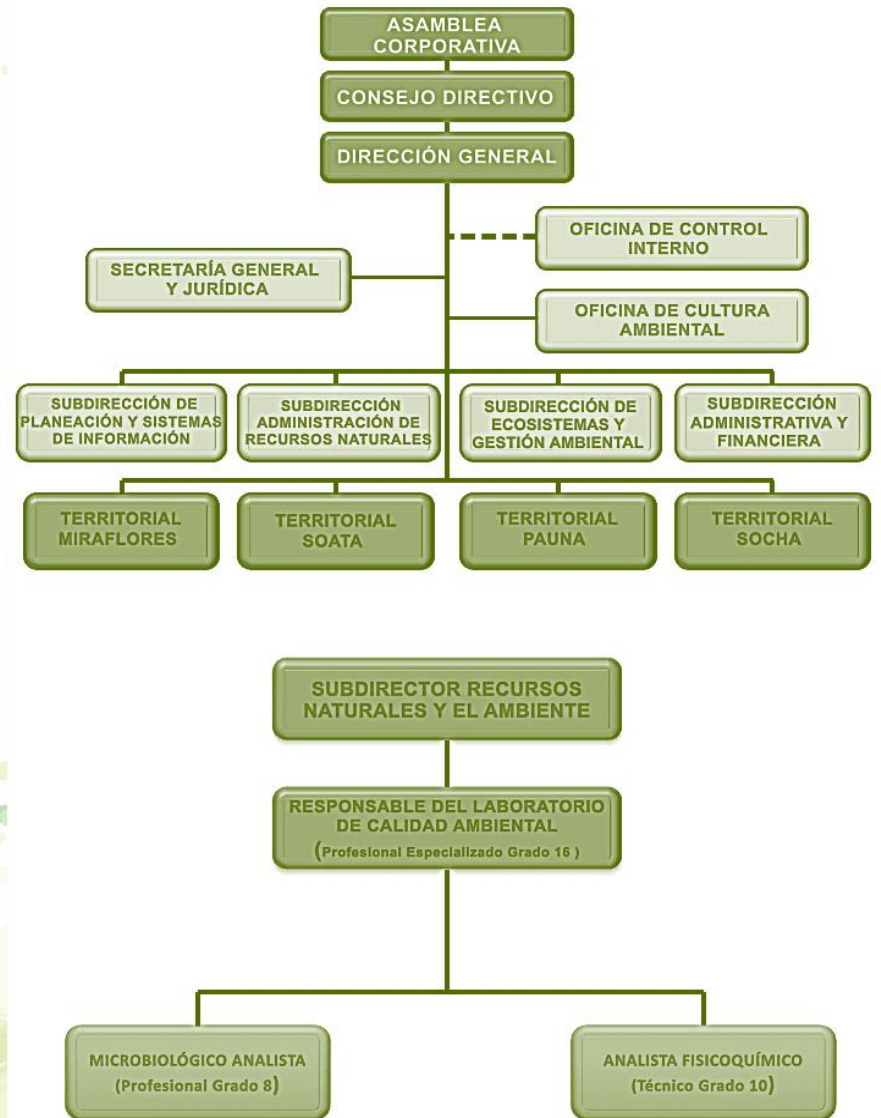 ASAMBLEA
CORPORATIVA
CONSEJO DIRECTIVO
DIRECCIÓN GENERAL
OFICINA DE CONTROL
INTERNO
SECRETARÍA GENERAL
Y JURÍDICA
OFICINA DE CULTURA
AMBIENTAL
SUBDIRECCIÓN DE
PLANEACIÓN Y SISTEMAS
DE INFORMACIÓN
SUBDIRECCIÓN
ADMINISTRACIÓN DE
RECURSOS NATURALES
SUBDIRECCIÓN DE
ECOSISTEMAS Y
GESTIÓN AMBIENTAL
SUBDIRECCIÓN
ADMINISTRATIVA Y
FINANCIERA
TERRITORIAL
MIRAFLORES
TERRITORIAL
SOATA
TERRITORIAL
PAUNA
TERRITORIAL
SOCHA
SUBDIRECTOR RECURSOS
NATURALES Y EL AMBIENTE
RESPONSABLE DEL LABORATORIO
DE CALIDAD AMBIENTAL
(Profesional Especializado Grado 16 )
MICROBIOLÓGICO ANALISTA
(Profesional Grado 8)
ANALISTA FISICOQUÍMICO
(Técnico Grado 10)